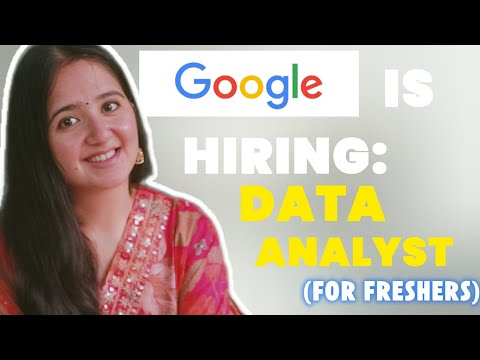 Google IS
HIRING:
DATA
ANALYST
(FOR FRESHERS)